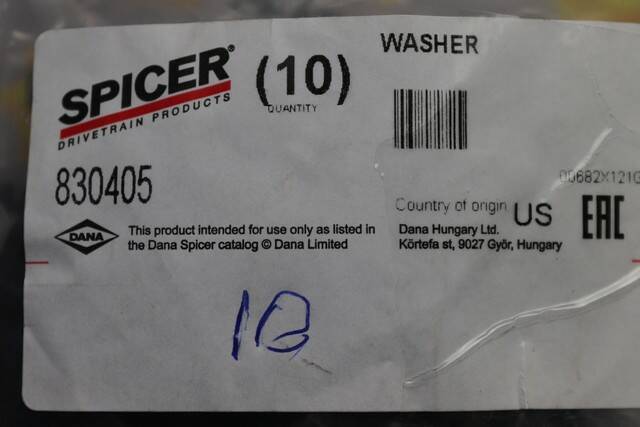 SPICER®
DRIVETRAIN PRODUCTS
(10)
QUANTITY
WASHER
830405
00682X121G
DANA
This product intended for use only as listed in
the Dana Spicer catalog © Dana Limited
Country of origin US
Dana Hungary Ltd.
Körtefa st, 9027 Győr, Hungary
EAC